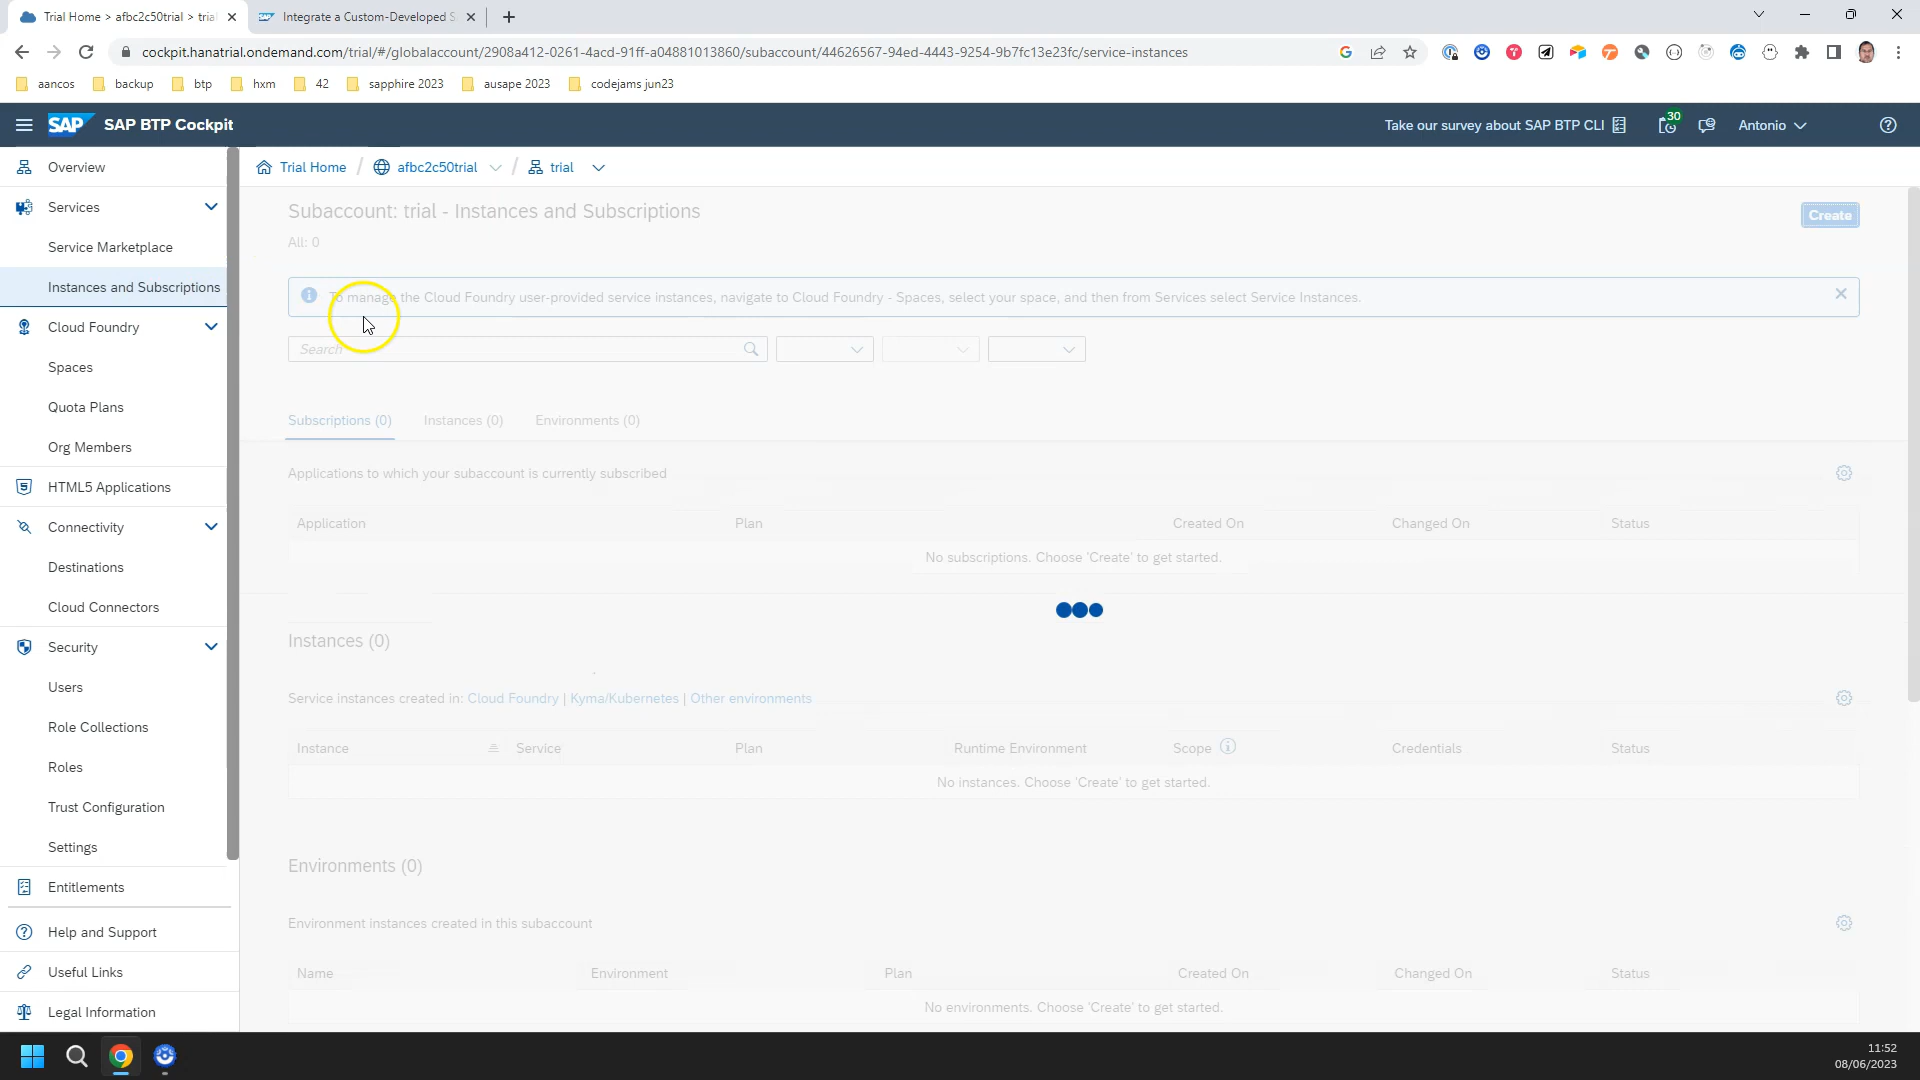 Trial Home > afbc2c50trial > trial
Integrate a Custom-Developed S
cockpit.hanatrial.ondemand.com/trial/#/globalaccount/2908a412-0261-4acd-91ff-a04881013860/subaccount/44626567-94ed-4443-9254-9b7fc13e23fc/service-instances
aancos
backup
btp
hxm
42
sapphire 2023
ausape 2023
codejams jun23
SAP
SAP BTP Cockpit
Take our survey about SAP BTP CLI
30
Antonio
Overview
Services
Service Marketplace
Instances and Subscriptions
Cloud Foundry
Spaces
Quota Plans
Org Members
HTML5 Applications
Connectivity
Destinations
Cloud Connectors
Security
Users
Role Collections
Roles
Trust Configuration
Settings
Entitlements
Help and Support
Useful Links
Legal Information
Trial Home / afbc2c50trial / trial
Subaccount: trial - Instances and Subscriptions
Create
All: 0
To manage the Cloud Foundry user-provided service instances, navigate to Cloud Foundry - Spaces, select your space, and then from Services select Service Instances.
Search
Subscriptions (0)
Instances (0)
Environments (0)
Applications to which your subaccount is currently subscribed
Application
Plan
Created On
Changed On
Status
No subscriptions. Choose 'Create' to get started.
Instances (0)
Service instances created in: Cloud Foundry | Kyma/Kubernetes | Other environments
Instance
Service
Plan
Runtime Environment
Scope
Credentials
Status
No instances. Choose 'Create' to get started.
Environments (0)
Environment instances created in this subaccount
Name
Environment
Plan
Created On
Changed On
Status
No environments. Choose 'Create' to get started.
11:52
08/06/2023